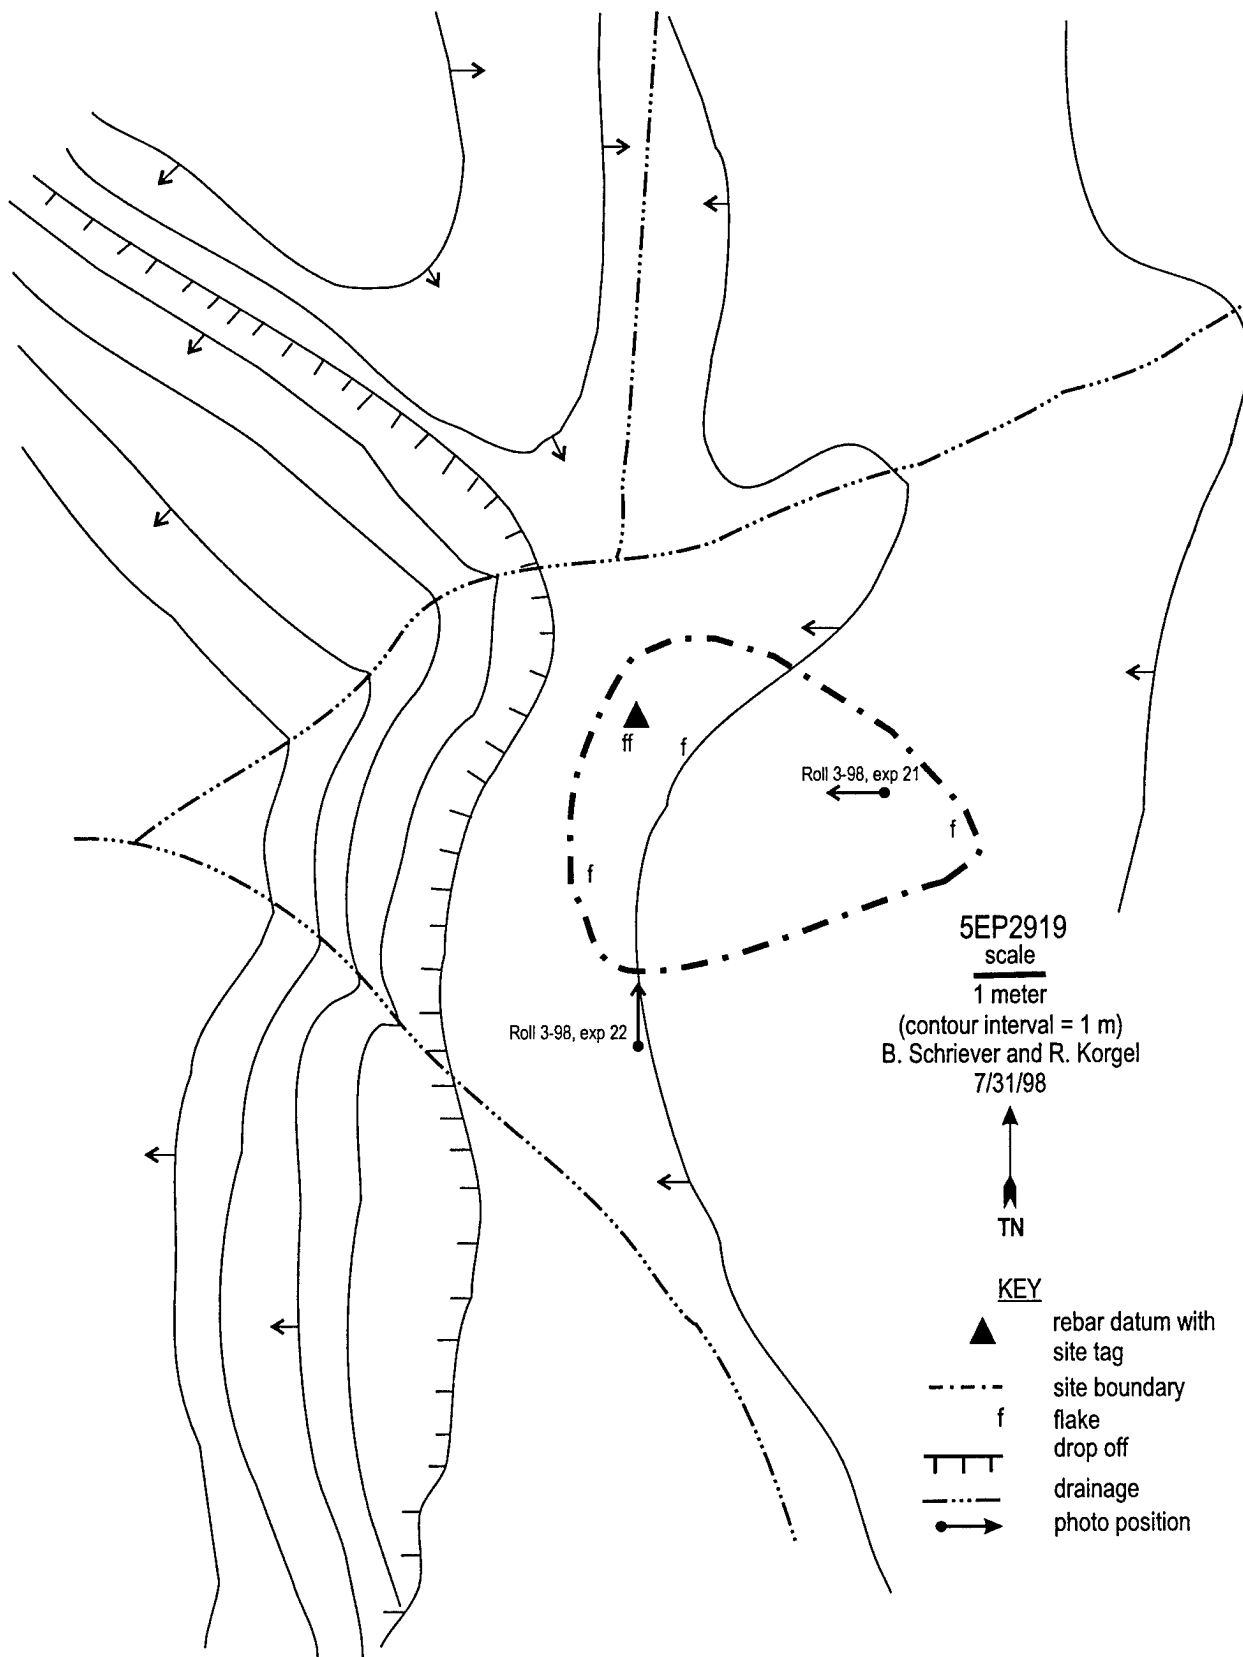 ff
f
Roll 3-98, exp 21
f
f
5EP2919
scale
1 meter
(contour interval = 1 m)
B. Schriever and R. Korgel
7/31/98
Roll 3-98, exp 22
TN
KEY
rebar datum with
site tag
site boundary
f flake
drop off
drainage
photo position